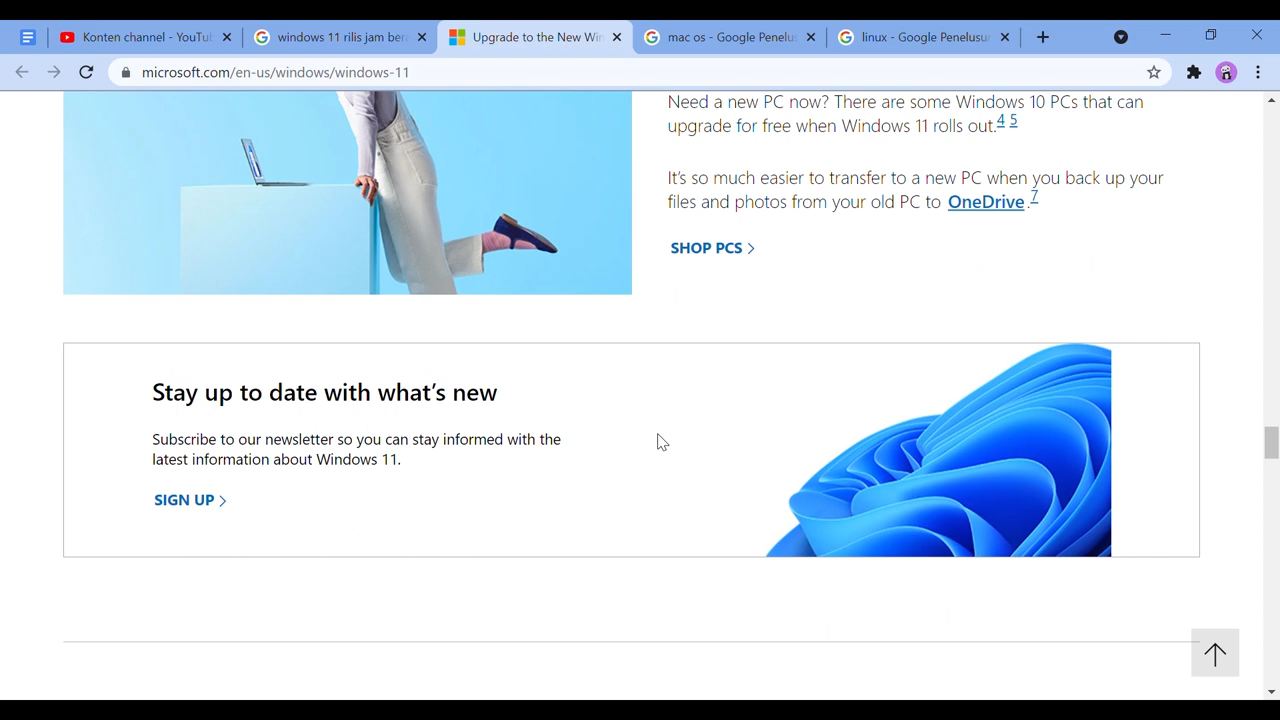 Konten channel - YouTu
windows 11 rilis jam bera
Upgrade to the New Win
mac os - Google Penelus
linux - Google Penelusur
microsoft.com/en-us/windows/windows-11
Need a new PC now? There are some Windows 10 PCs that can
upgrade for free when Windows 11 rolls out.4 5
It's so much easier to transfer to a new PC when you back up your
files and photos from your old PC to OneDrive.7
SHOP PCS
Stay up to date with what's new
Subscribe to our newsletter so you can stay informed with the
latest information about Windows 11.
SIGN UP